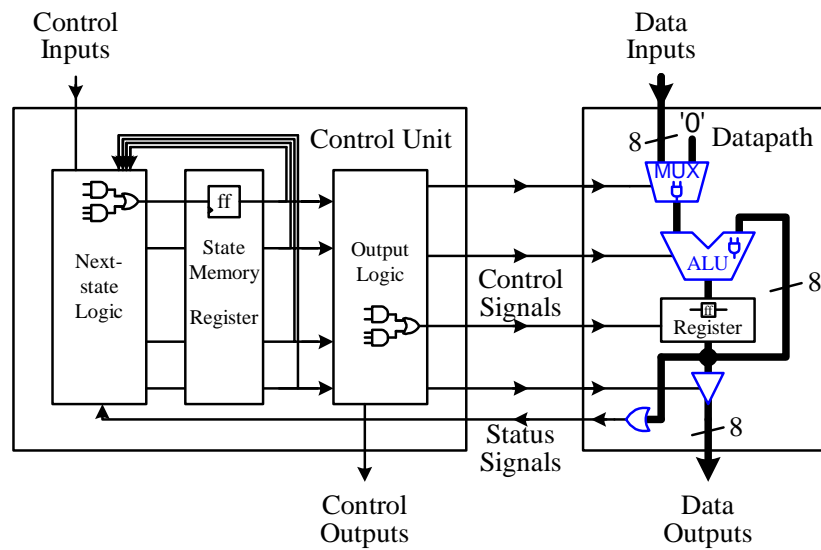 Control
Inputs
Data
Inputs
Control Unit
8
'0'
Datapath
MUX
ff
Next-
state
Logic
State
Memory
Register
Output
Logic
ALU
Control
Signals
8
ff
Register
Status
Signals
8
Control
Outputs
Data
Outputs